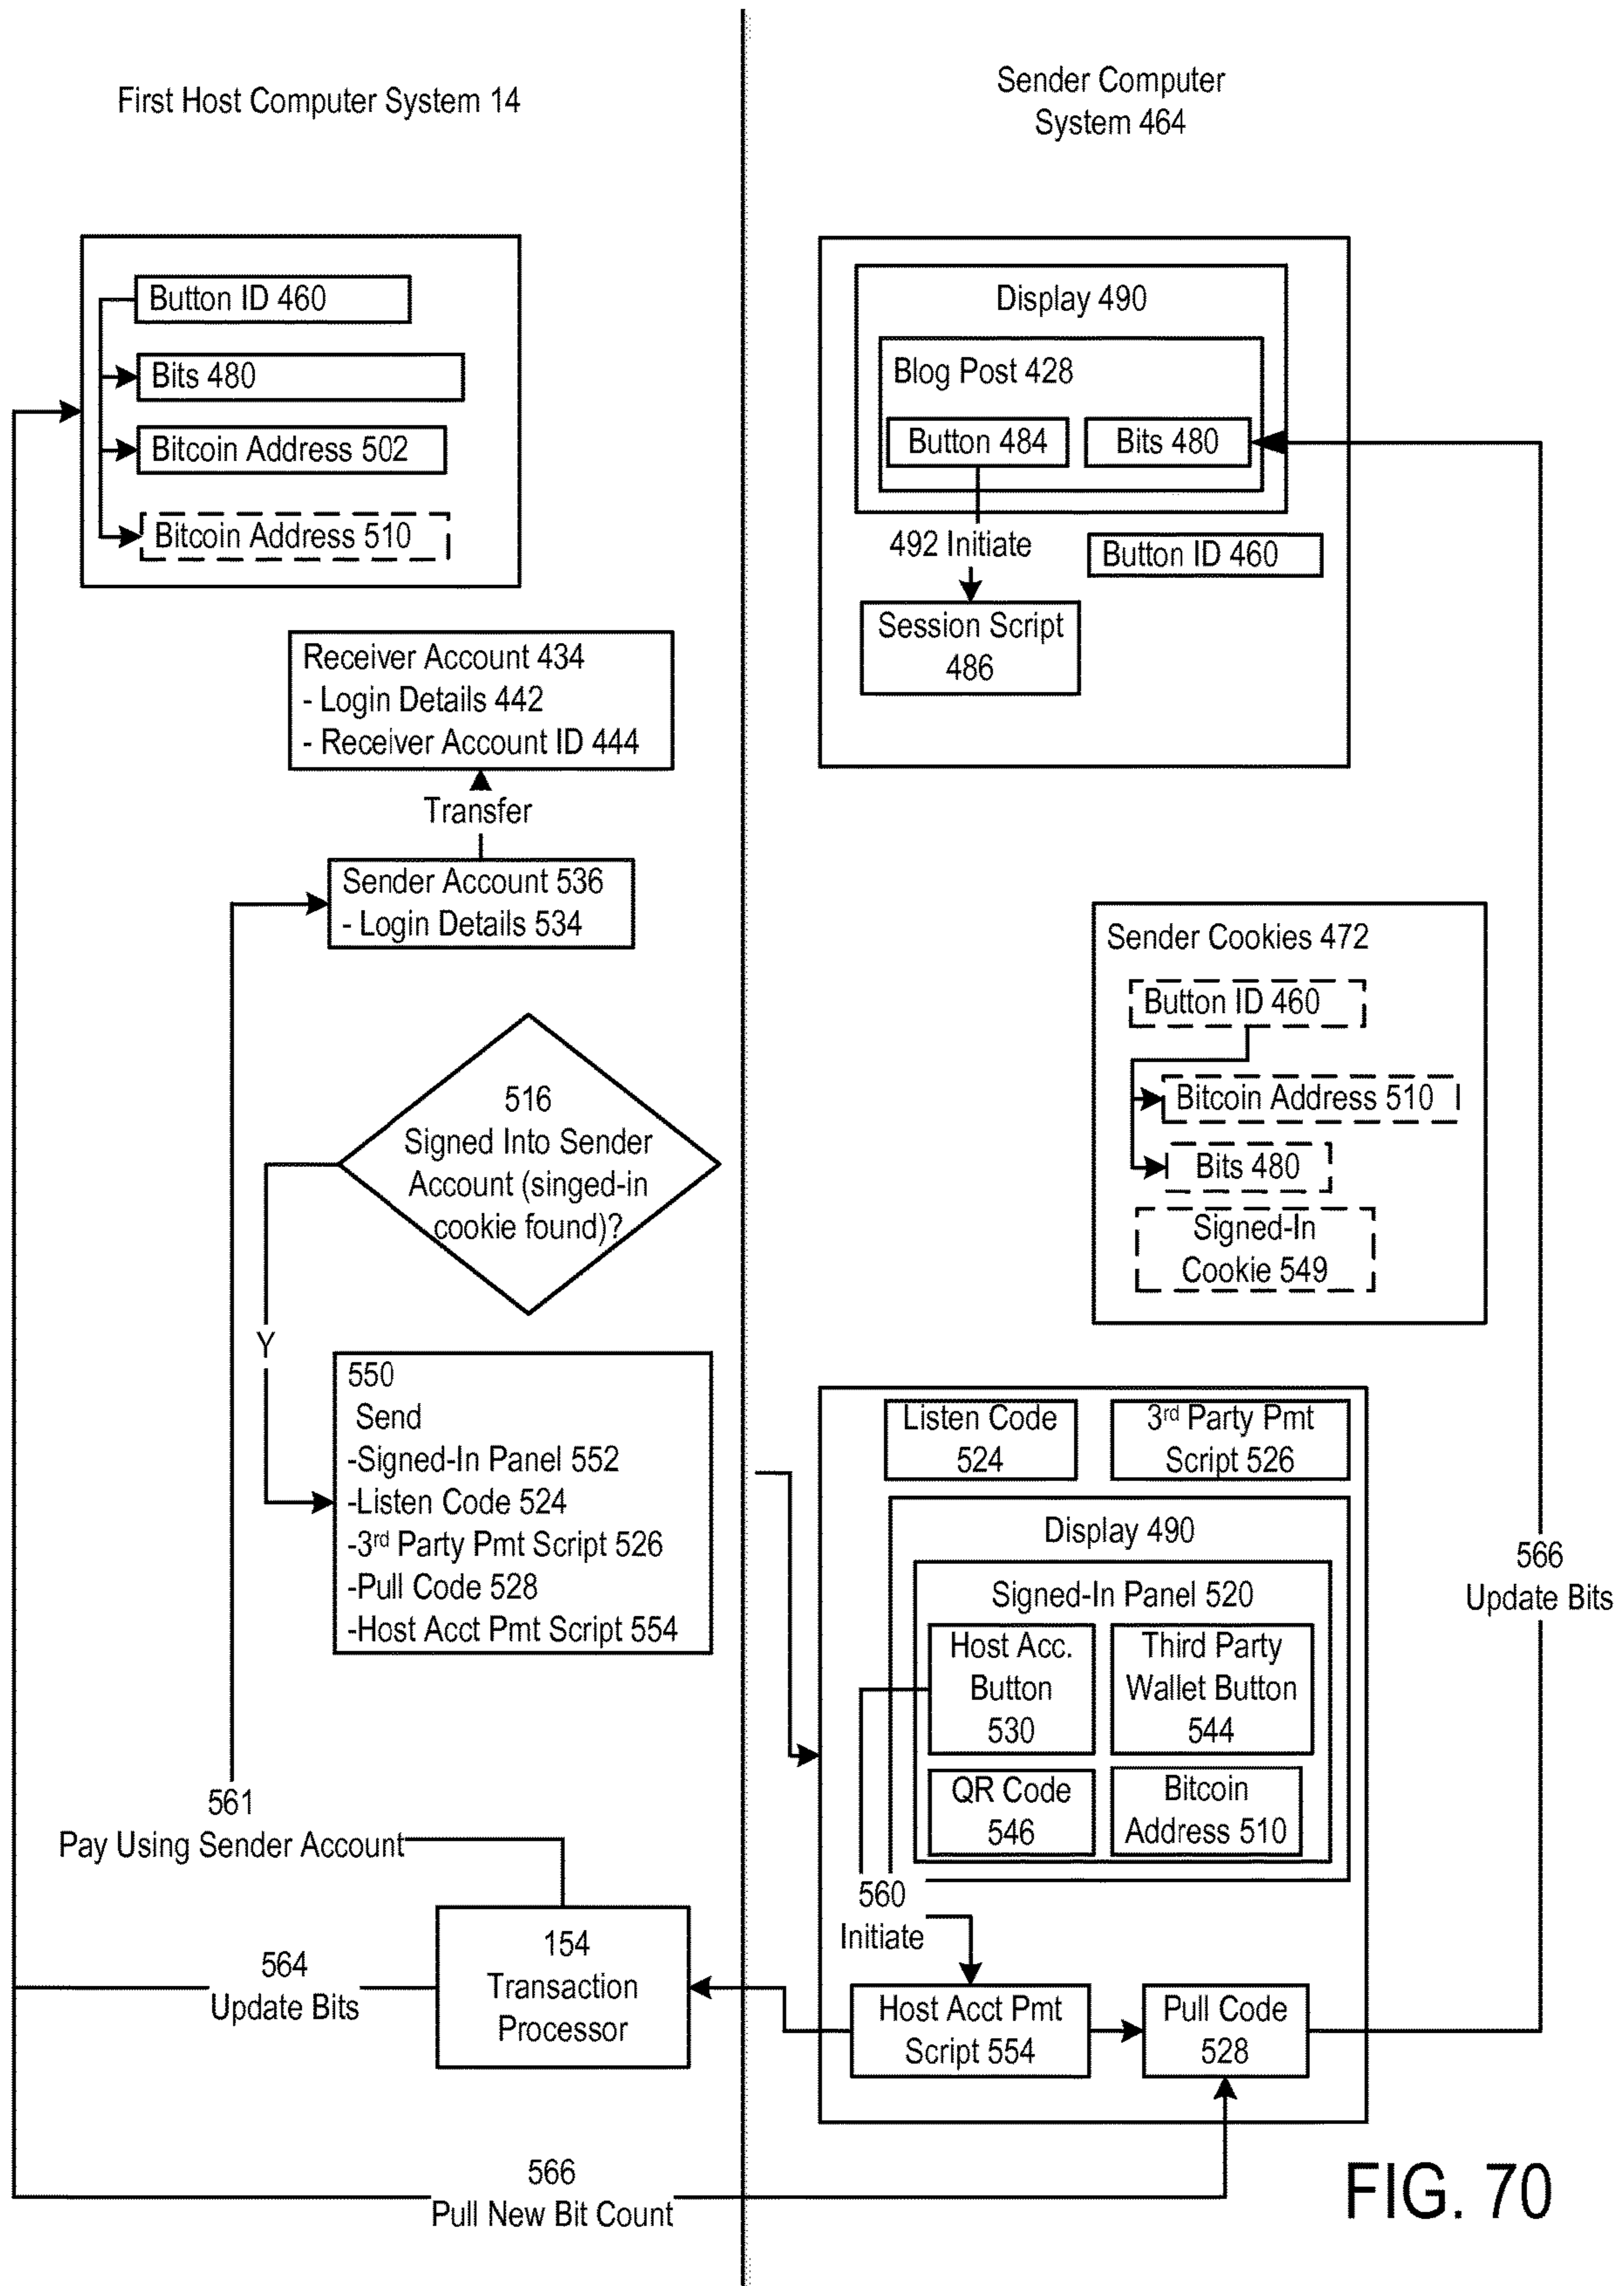 First Host Computer System 14
Sender Computer
System 464
Button ID 460
Bits 480
Bitcoin Address 502
Bitcoin Address 510
Display 490
Blog Post 428
Button 484
Bits 480
492 Initiate
Button ID 460
Session Script
486
Receiver Account 434
- Login Details 442
- Receiver Account ID 444
Transfer
Sender Account 536
- Login Details 534
Sender Cookies 472
Button ID 460
Bitcoin Address 510
Bits 480
Signed-In
Cookie 549
516
Signed Into Sender
Account (singed-in
cookie found)?
Y
550
Send
-Signed-In Panel 552
-Listen Code 524
-3rd Party Pmt Script 526
-Pull Code 528
-Host Acct Pmt Script 554
Listen Code
524
3rd Party Pmt
Script 526
Display 490
Signed-In Panel 520
Host Acc.
Button
530
Third Party
Wallet Button
544
QR Code
546
Bitcoin
Address 510
566
Update Bits
561
Pay Using Sender Account
560
Initiate
154
Transaction
Processor
564
Update Bits
Host Acct Pmt
Script 554
Pull Code
528
566
Pull New Bit Count
FIG. 70